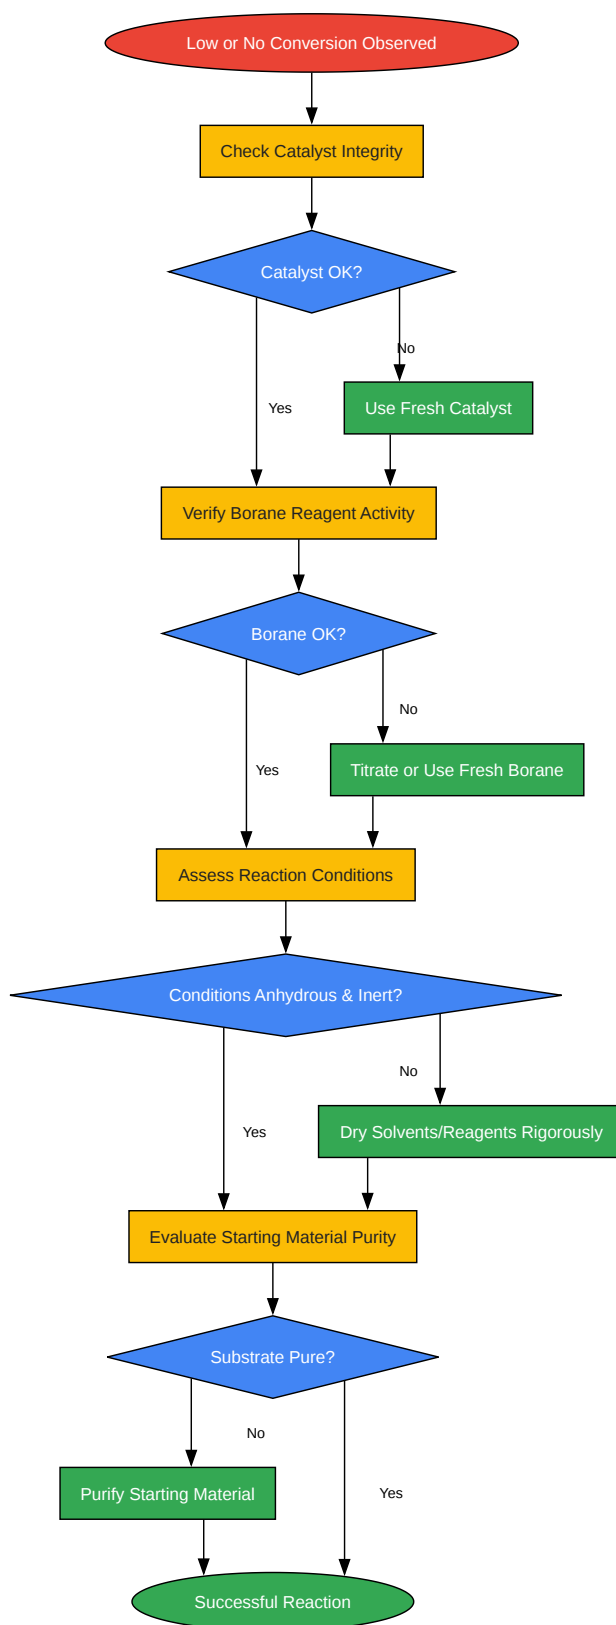 Low or No Conversion Observed
Check Catalyst Integrity
Catalyst OK?
No
Yes
Use Fresh Catalyst
Verify Borane Reagent Activity
Borane OK?
No
Yes
Titrate or Use Fresh Borane
Assess Reaction Conditions
Conditions Anhydrous & Inert?
No
Yes
Dry Solvents/Reagents Rigorously
Evaluate Starting Material Purity
Substrate Pure?
No
Yes
Purify Starting Material
Successful Reaction